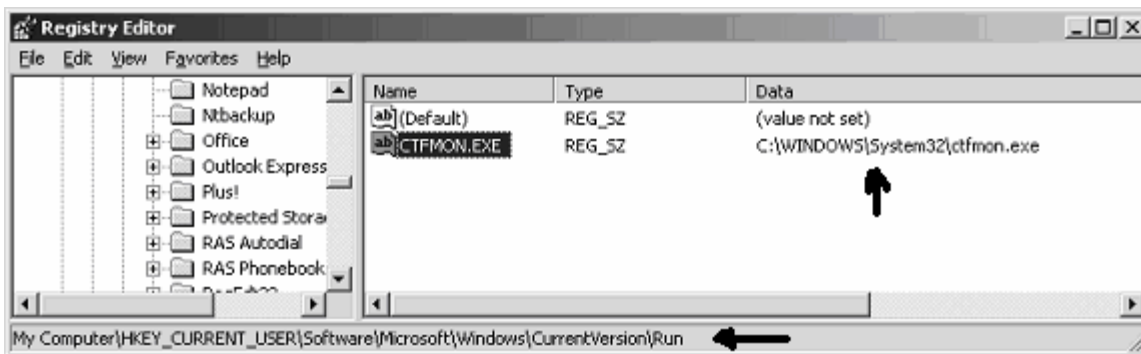 Registry Editor
File Edit View Favorites Help
Notepad
Ntbackup
Office
Outlook Express
Plus!
Protected Stora
RAS Autodial
RAS Phonebook
Name Type Data
(Default) REG_SZ (value not set)
CTFMON.EXE REG_SZ C:\WINDOWS\System32\ctfmon.exe
My Computer\HKEY_CURRENT_USER\Software\Microsoft\Windows\CurrentVersion\Run